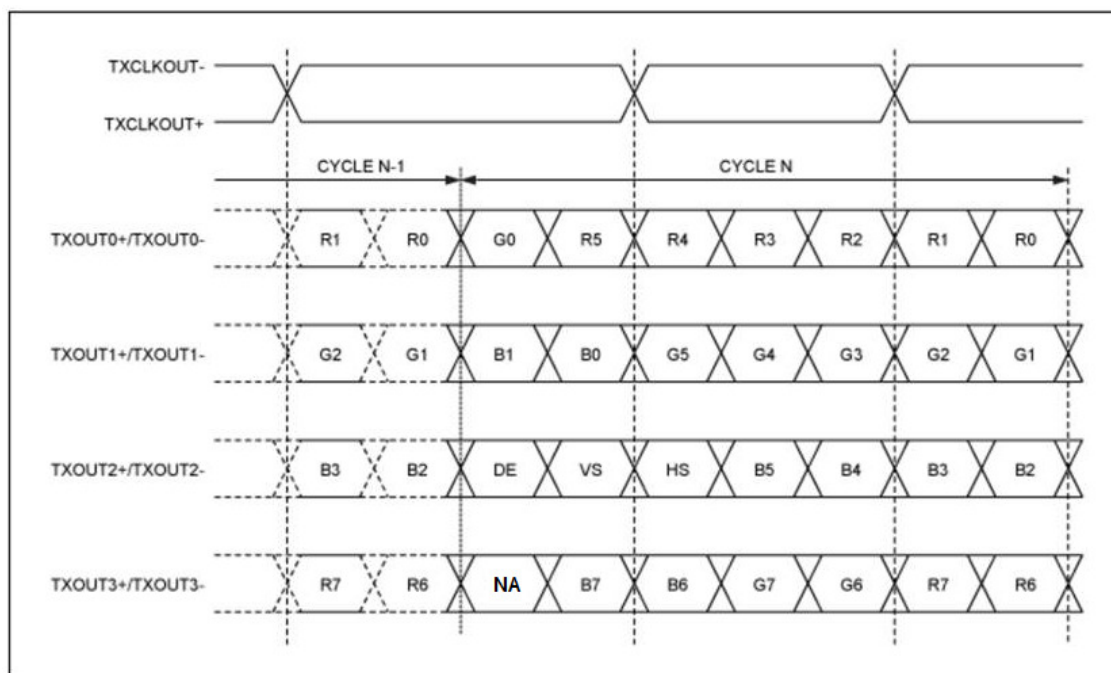 TXCLKOUT-
TXCLKOUT+
CYCLE N-1 CYCLE N
TXOUT0+/TXOUT0- R1 R0 G0 R5 R4 R3 R2 R1 R0
TXOUT1+/TXOUT1- G2 G1 B1 B0 G5 G4 G3 G2 G1
TXOUT2+/TXOUT2- B3 B2 DE VS HS B5 B4 B3 B2
TXOUT3+/TXOUT3- R7 R6 NA B7 B6 G7 G6 R7 R6